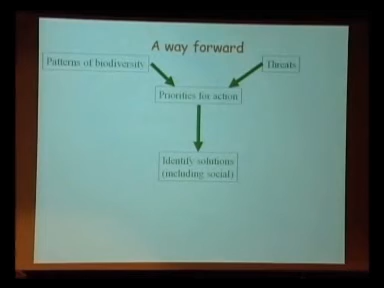 A way forward
Patterns of biodiversity
Threats
Priorities for action
Identify solutions
(including social)